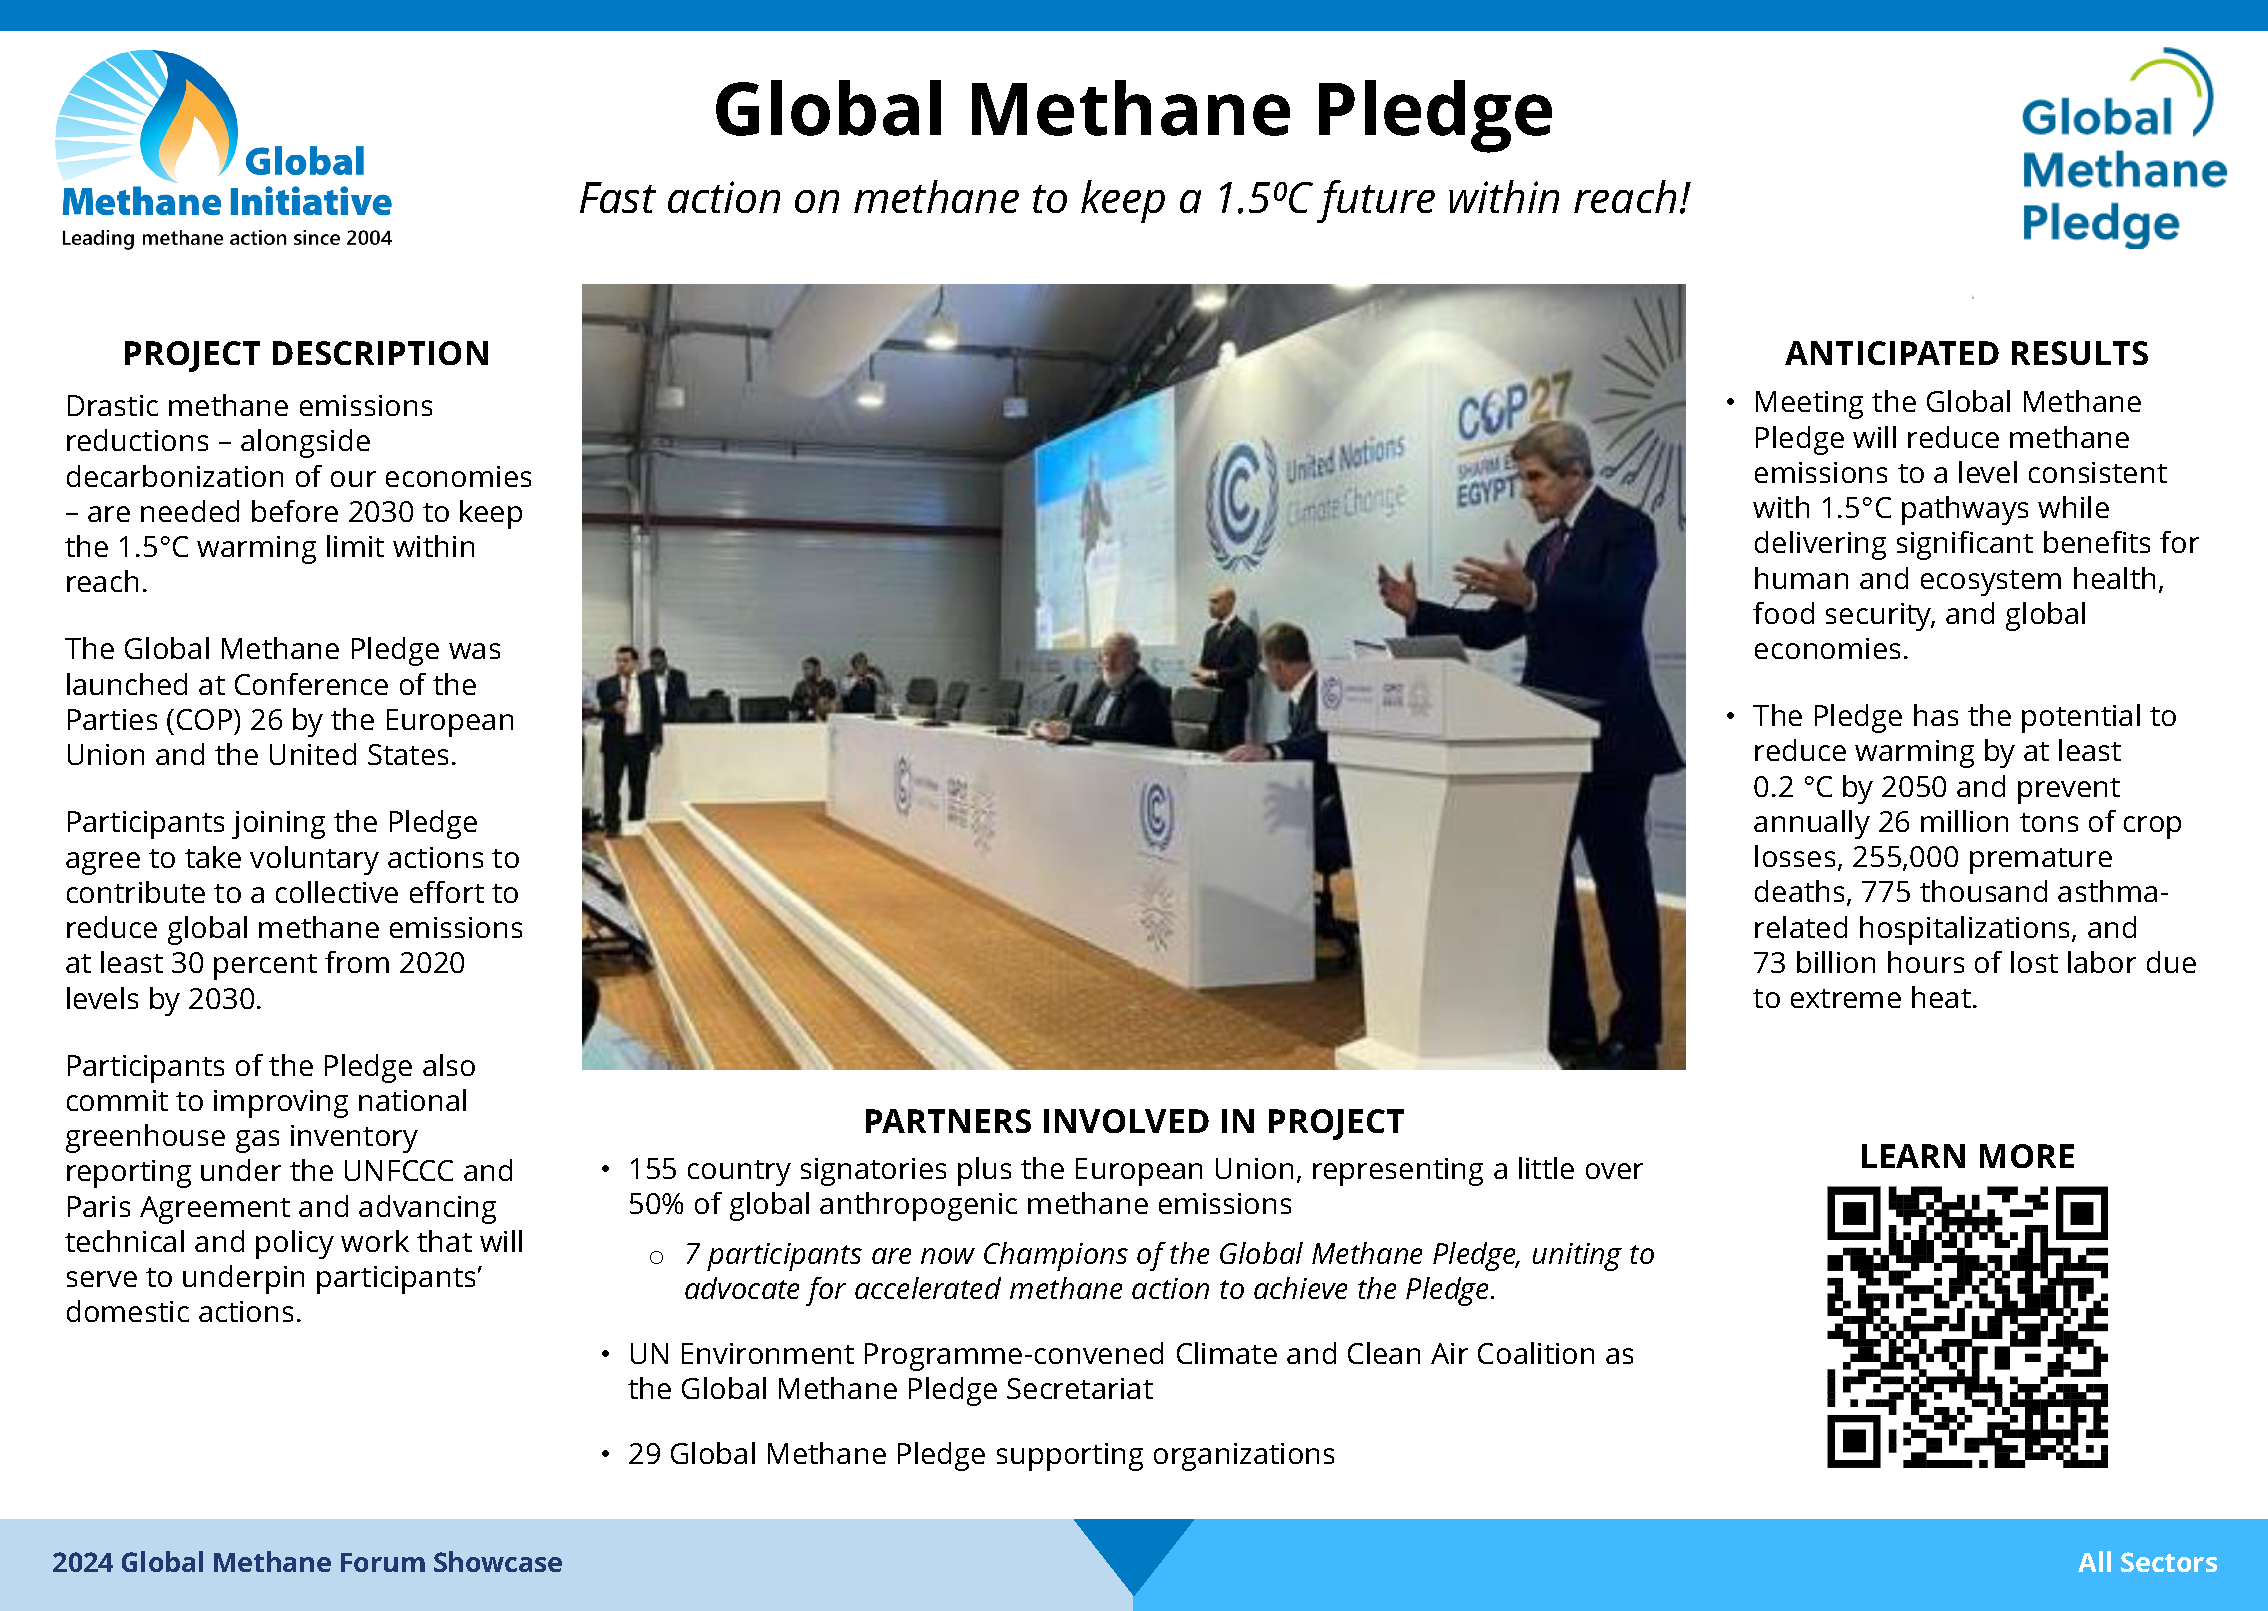 Global
Methane Initiative
Leading methane action since 2004
Global Methane Pledge
Fast action on methane to keep a 1.5ºC future within reach!
Global
Methane
Pledge
PROJECT DESCRIPTION
Drastic methane emissions
reductions – alongside
decarbonization of our economies
– are needed before 2030 to keep
the 1.5°C warming limit within
reach.
The Global Methane Pledge was
launched at Conference of the
Parties (COP) 26 by the European
Union and the United States.
Participants joining the Pledge
agree to take voluntary actions to
contribute to a collective effort to
reduce global methane emissions
at least 30 percent from 2020
levels by 2030.
Participants of the Pledge also
commit to improving national
greenhouse gas inventory
reporting under the UNFCCC and
Paris Agreement and advancing
technical and policy work that will
serve to underpin participants’
domestic actions.
United Nations
Climate Change
COP27
EGYPT
PARTNERS INVOLVED IN PROJECT
• 155 country signatories plus the European Union, representing a little over
50% of global anthropogenic methane emissions
o 7 participants are now Champions of the Global Methane Pledge, uniting to
advocate for accelerated methane action to achieve the Pledge.
• UN Environment Programme-convened Climate and Clean Air Coalition as
the Global Methane Pledge Secretariat
• 29 Global Methane Pledge supporting organizations
ANTICIPATED RESULTS
• Meeting the Global Methane
Pledge will reduce methane
emissions to a level consistent
with 1.5°C pathways while
delivering significant benefits for
human and ecosystem health,
food security, and global
economies.
• The Pledge has the potential to
reduce warming by at least
0.2 °C by 2050 and prevent
annually 26 million tons of crop
losses, 255,000 premature
deaths, 775 thousand asthma-
related hospitalizations, and
73 billion hours of lost labor due
to extreme heat.
LEARN MORE
2024 Global Methane Forum Showcase
All Sectors